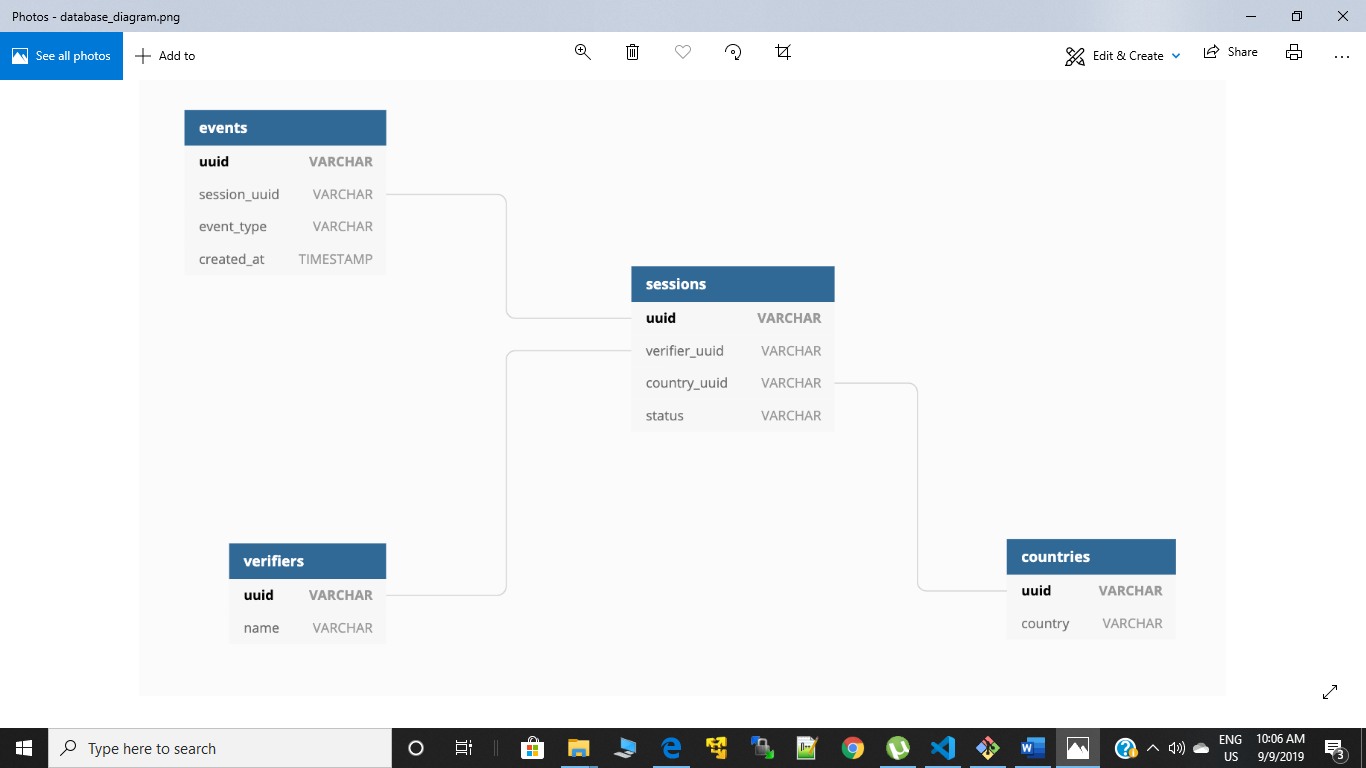 Photos - database_diagram.png
See all photos
Add to
Edit & Create
Share
events
uuid VARCHAR
session_uuid VARCHAR
event_type VARCHAR
created_at TIMESTAMP
sessions
uuid VARCHAR
verifier_uuid VARCHAR
country_uuid VARCHAR
status VARCHAR
verifiers
uuid VARCHAR
name VARCHAR
countries
uuid VARCHAR
country VARCHAR
Type here to search
ENG
US
10:06 AM
9/9/2019
3